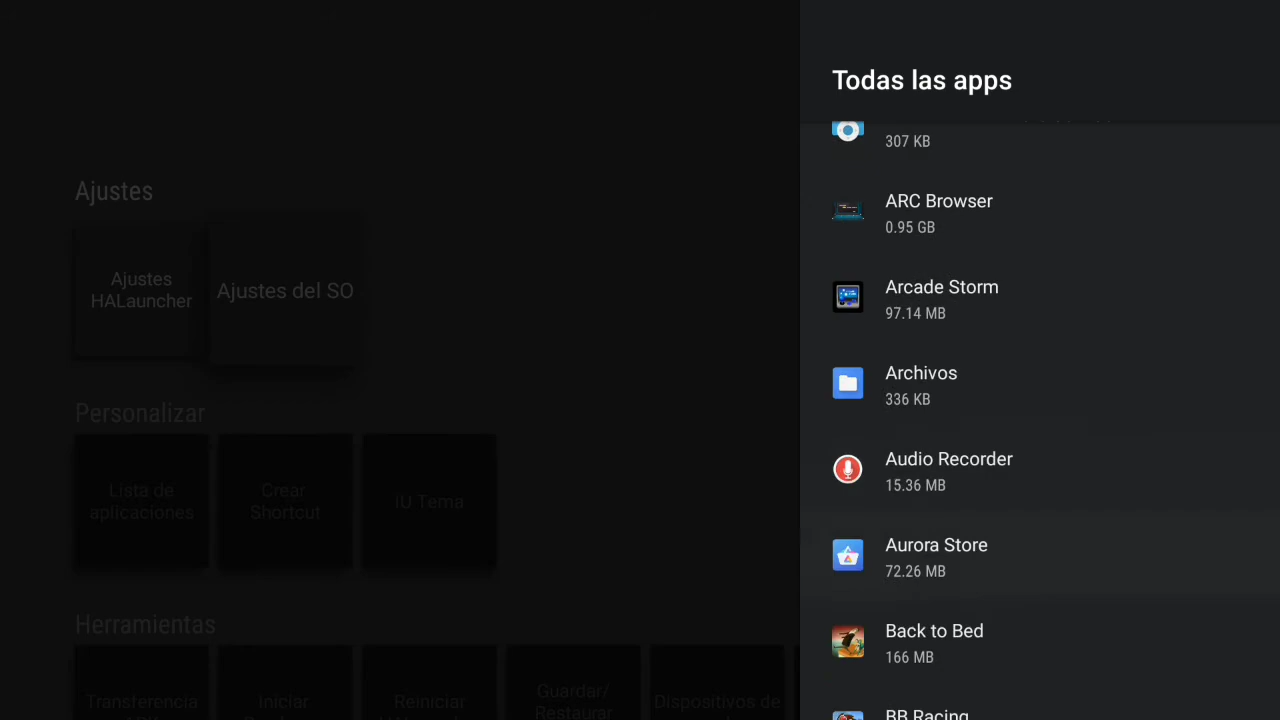 Todas las apps
307 KB
ARC Browser
0.95 GB
Arcade Storm
97.14 MB
Archivos
336 KB
Audio Recorder
15.36 MB
Aurora Store
72.26 MB
Back to Bed
166 MB
BB Racing
Ajustes
Ajustes
HALauncher
Ajustes del SO
Personalizar
Lista de
aplicaciones
Crear
Shortcut
IU Tema
Herramientas
Transferencia
Iniciar
Reiniciar
Guardar/
Restaurar
Dispositivos de